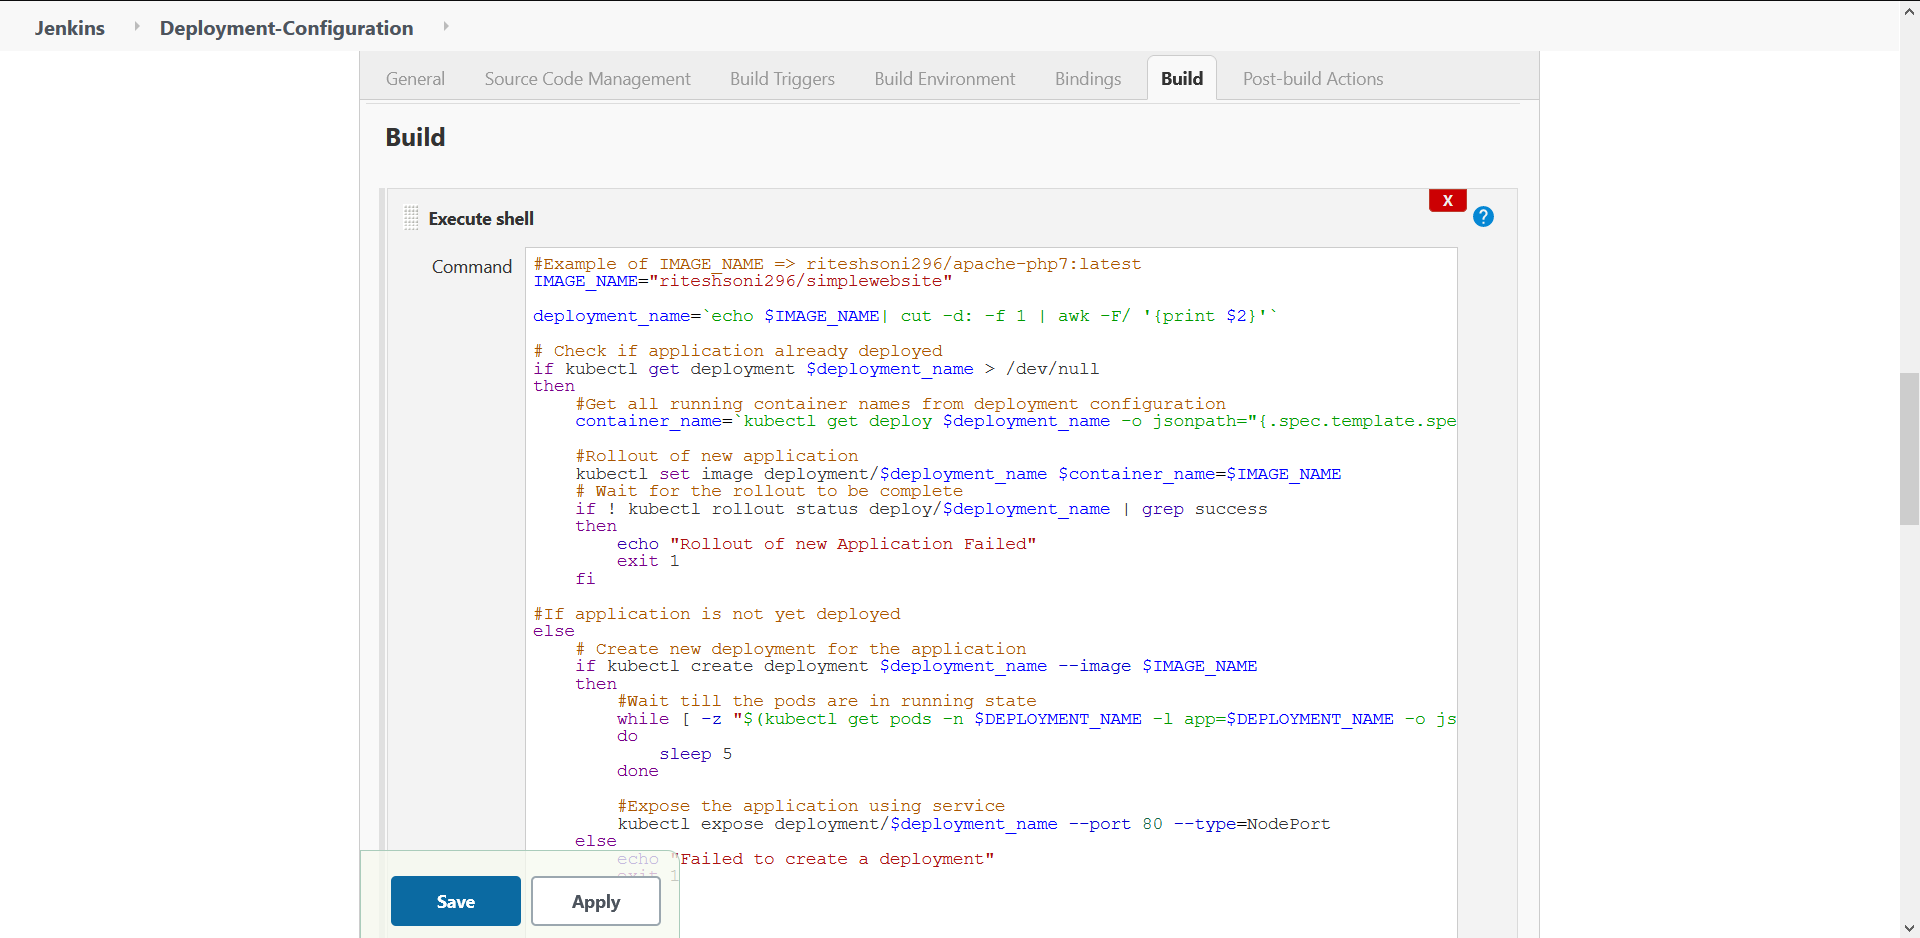 Jenkins Deployment-Configuration
General Source Code Management Build Triggers Build Environment Bindings Build Post-build Actions
Build
X
Execute shell ?
Command
#Example of IMAGE_NAME => riteshsoni296/apache-php7:latest
IMAGE_NAME="riteshsoni296/simplewebsite"
deployment_name=`echo $IMAGE_NAME| cut -d: -f 1 | awk -F/ '{print $2}'`
# Check if application already deployed
if kubectl get deployment $deployment_name > /dev/null
then
#Get all running container names from deployment configuration
container_name=`kubectl get deploy $deployment_name -o jsonpath="{.spec.template.spe
#Rollout of new application
kubectl set image deployment/$deployment_name $container_name=$IMAGE_NAME
# Wait for the rollout to be complete
if ! kubectl rollout status deploy/$deployment_name | grep success
then
echo "Rollout of new Application Failed"
exit 1
fi
#If application is not yet deployed
else
# Create new deployment for the application
if kubectl create deployment $deployment_name --image $IMAGE_NAME
then
#Wait till the pods are in running state
while [ -z "$(kubectl get pods -n $DEPLOYMENT_NAME -l app=$DEPLOYMENT_NAME -o js
do
sleep 5
done
#Expose the application using service
kubectl expose deployment/$deployment_name --port 80 --type=NodePort
else
echo "Failed to create a deployment"
exit 1
Save Apply